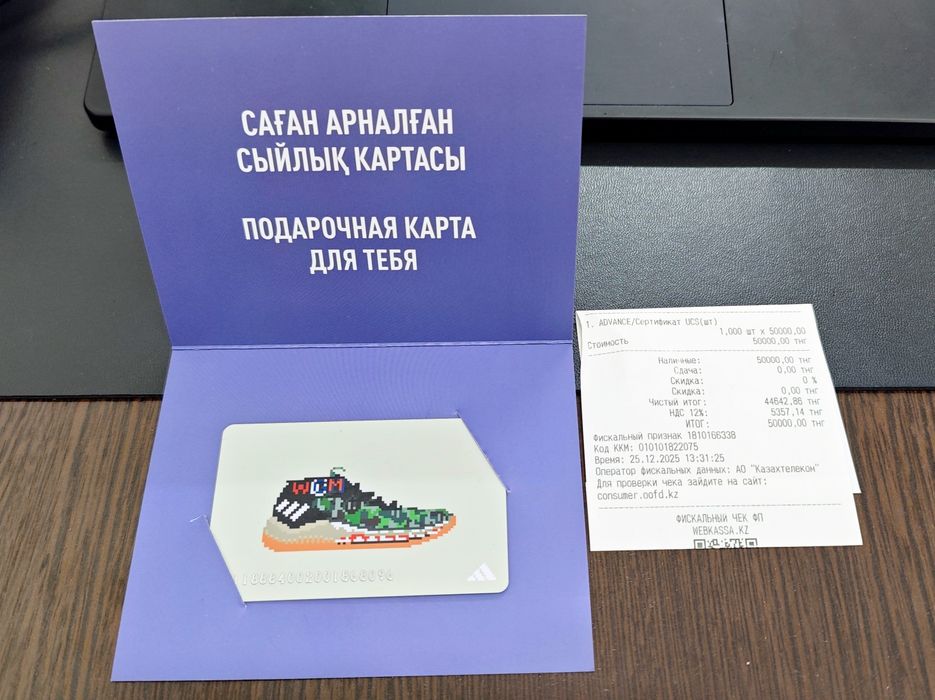 САҒАН АРНАЛҒАН
СЫЙЛЫҚ КАРТАСЫ
ПОДАРОЧНАЯ КАРТА
ДЛЯ ТЕБЯ
1. ADVANCE/Сертификат UCS(шт)
1,000 шт x 50000,00
Стоимость 50000,00 тнг
Наличные: 50000,00 тнг
Сдача: 0,00 тнг
Скидка: 0 %
Скидка: 0,00 тнг
Чистый итог: 44642,86 тнг
НДС 12%: 5357,14 тнг
ИТОГ: 50000,00 тнг
Фискальный признак 1810166338
Код ККМ: 010101822075
Время: 25.12.2025 13:31:25
Оператор фискальных данных: АО "Казахтелеком"
Для проверки чека зайдите на сайт:
consumer.oofd.kz
ФИСКАЛЬНЫЙ ЧЕК ФП
WEBKASSA.KZ